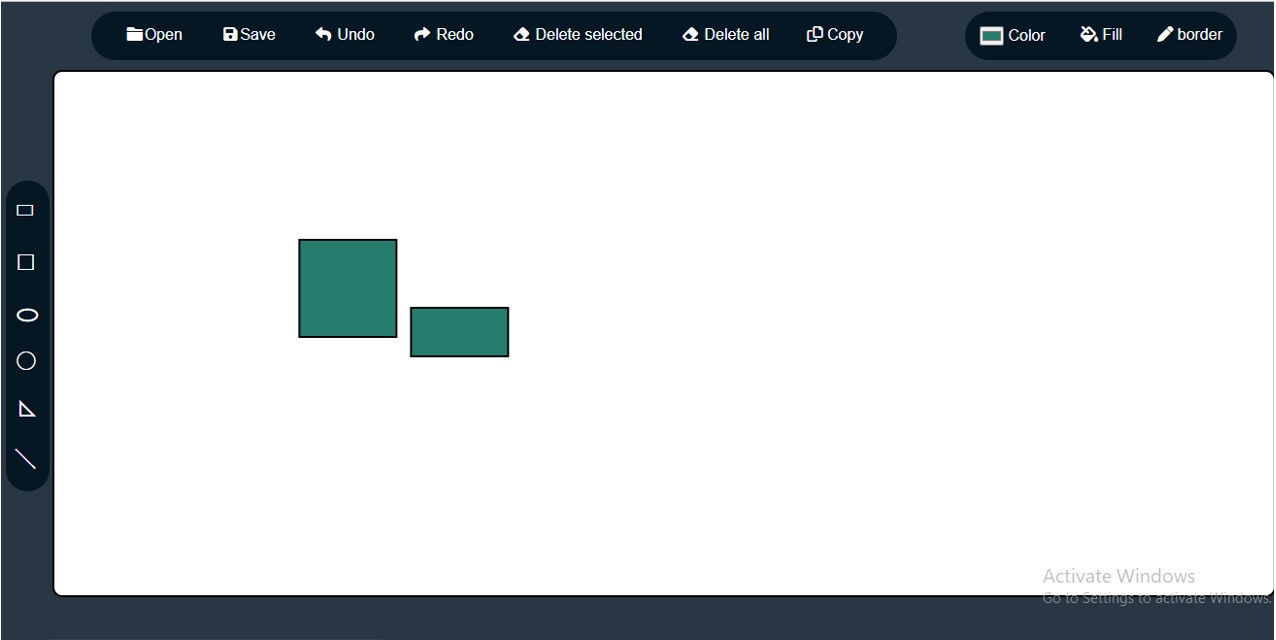 Open Save Undo Redo Delete selected Delete all Copy Color Fill border
Activate Windows
Go to Settings to activate Windows.